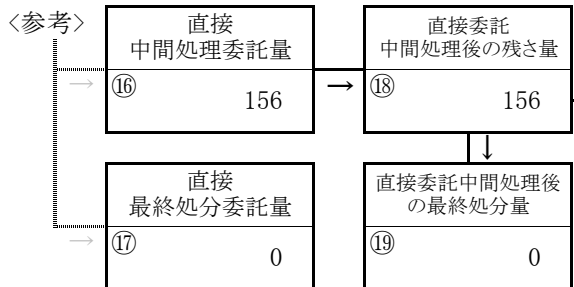 〈参考〉
直接
中間処理委託量
⑯
156
→
→
直接委託
中間処理後の残さ量
⑱
156
↓
直接
最終処分委託量
⑰
0
→
直接委託中間処理後
の最終処分量
⑲
0